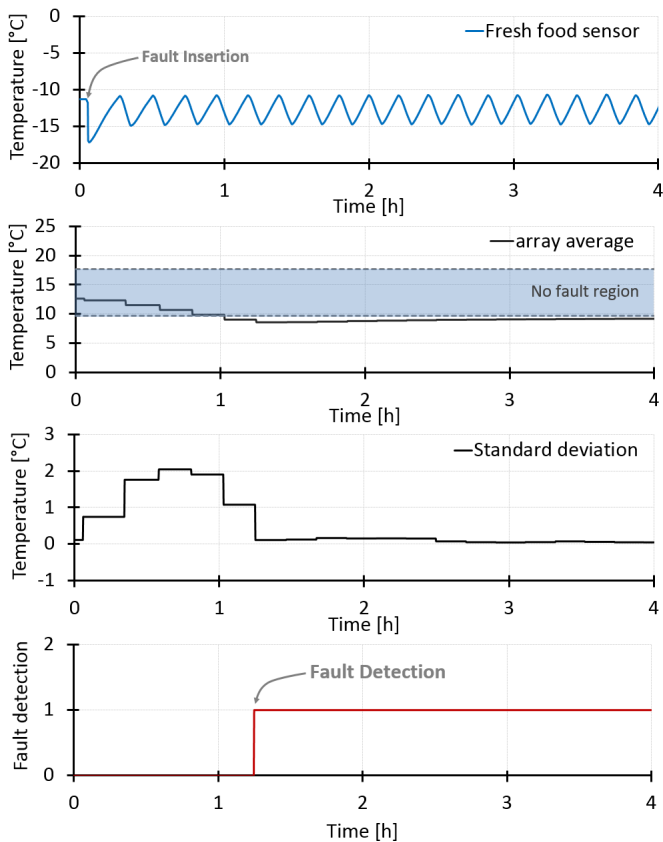 Temperature [°C]
0
-5
-10
-15
-20
Fresh food sensor
Fault Insertion
0 1 2 3 4
Time [h]
Temperature [°C]
25
20
15
10
5
0
array average
No fault region
0 1 2 3 4
Time [h]
Temperature [°C]
3
2
1
0
-1
Standard deviation
0 1 2 3 4
Time [h]
Fault detection
2
1
0
Fault Detection
0 1 2 3 4
Time [h]